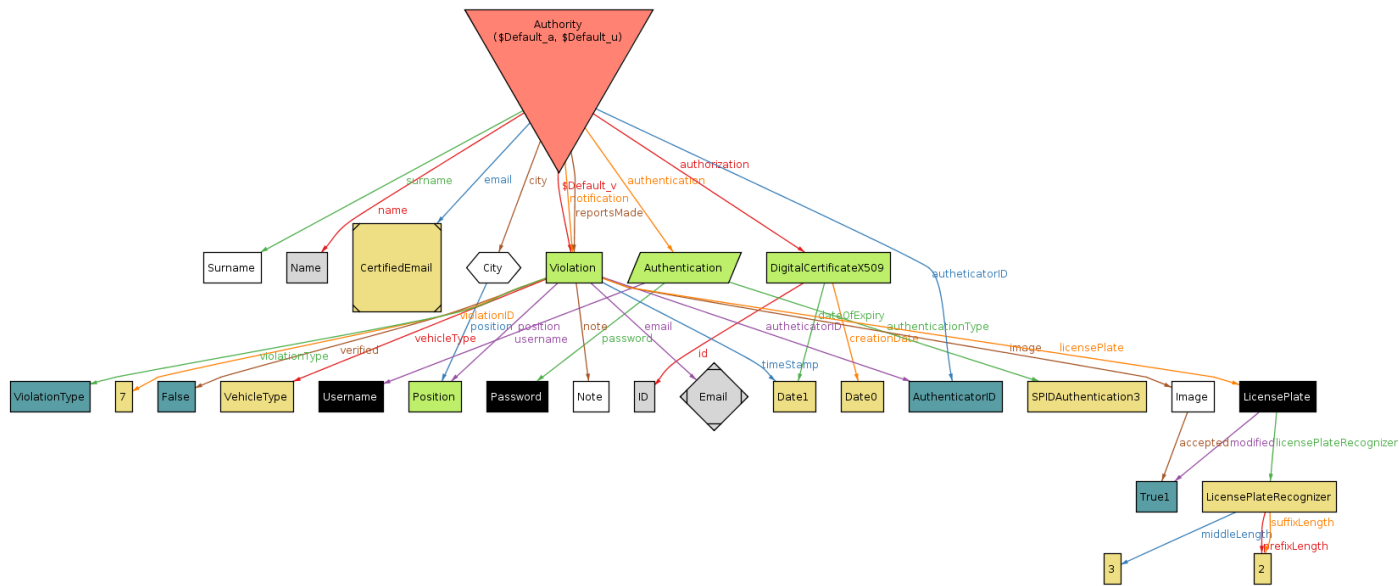 Authority
($Default_a, $Default_u)
authorization
surname
email
city
$Default_v
authentication
notification
name
reportsMade
Surname
Name
CertifiedEmail
City
Violation
Authentication
DigitalCertificateX509
autheticatorID
violationID
dateOfExpiry
violationType
verified
vehicleType
position
position
username
note
email
password
autheticatorID
creationDate
authenticationType
image
licensePlate
id
timeStamp
ViolationType
7
False
VehicleType
Username
Position
Password
Note
ID
Email
Date1
Date0
AuthenticatorID
SPIDAuthentication3
Image
LicensePlate
accepted
modified
licensePlateRecognizer
True1
LicensePlateRecognizer
suffixLength
middleLength
prefixLength
3
2